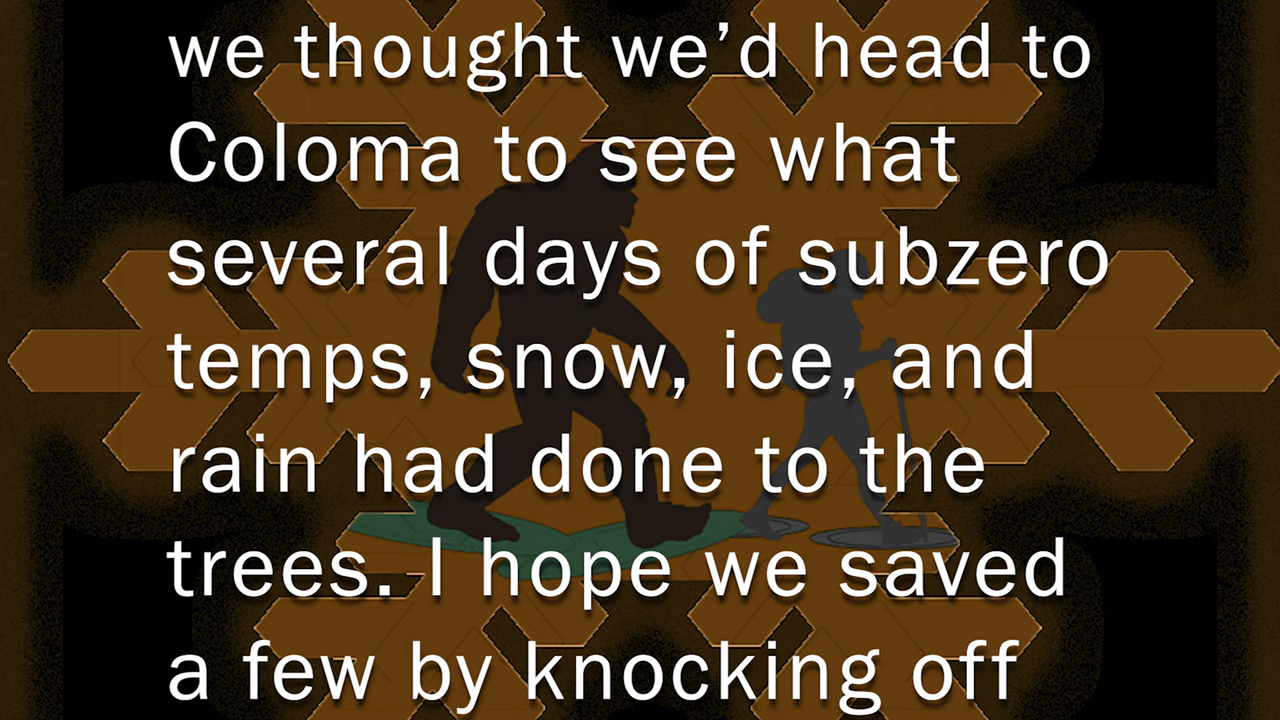 we thought we’d head to
Coloma to see what
several days of subzero
temps, snow, ice, and
rain had done to the
trees. I hope we saved
a few by knocking off